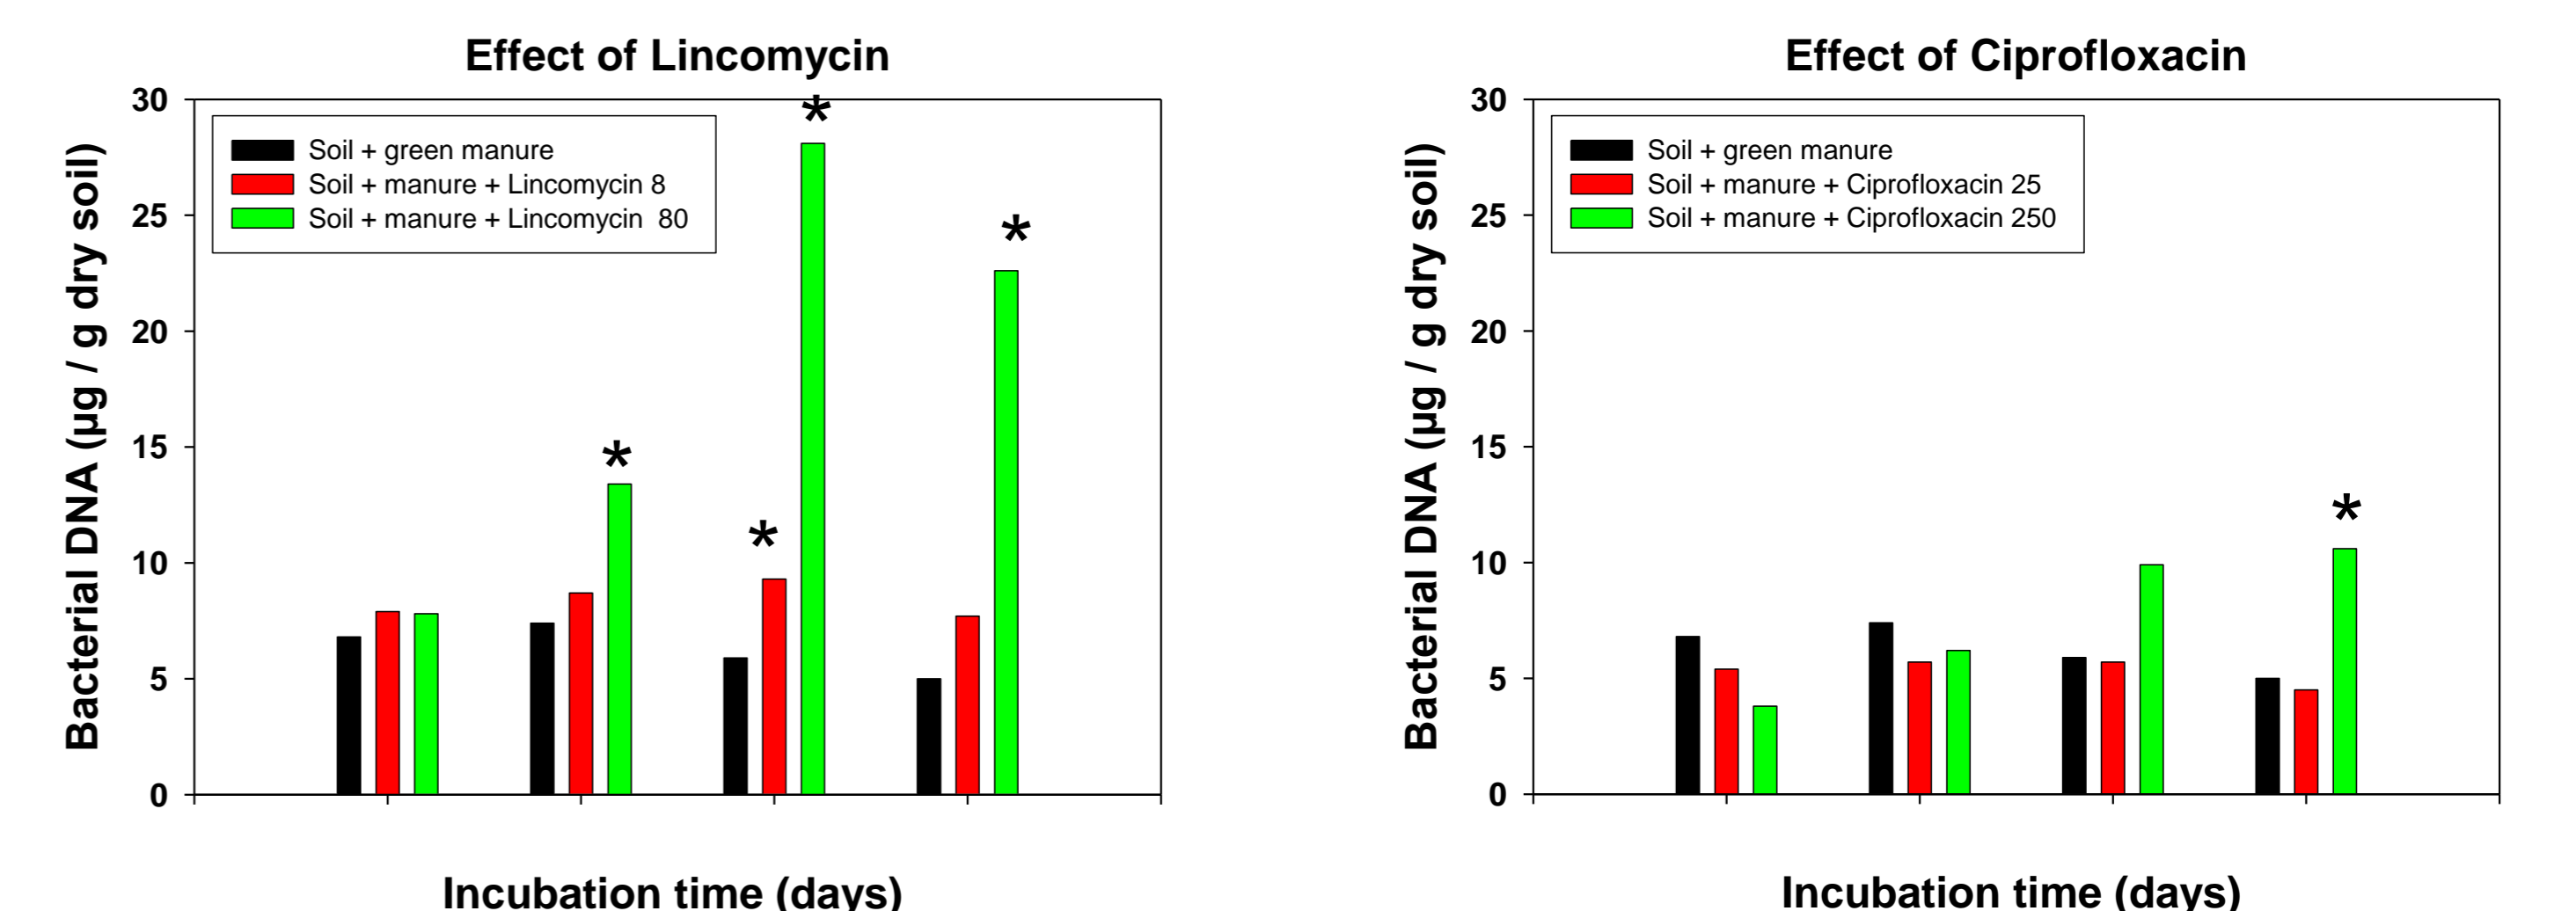 Effect of Lincomycin
30
25
20
15
10
5
0
Bacterial DNA (µg / g dry soil)
Soil + green manure
Soil + manure + Lincomycin 8
Soil + manure + Lincomycin  80
*
*
*
*
Incubation time (days)
Effect of Ciprofloxacin
30
25
20
15
10
5
0
Bacterial DNA (µg / g dry soil)
Soil + green manure
Soil + manure + Ciprofloxacin 25
Soil + manure + Ciprofloxacin 250
*
Incubation time (days)